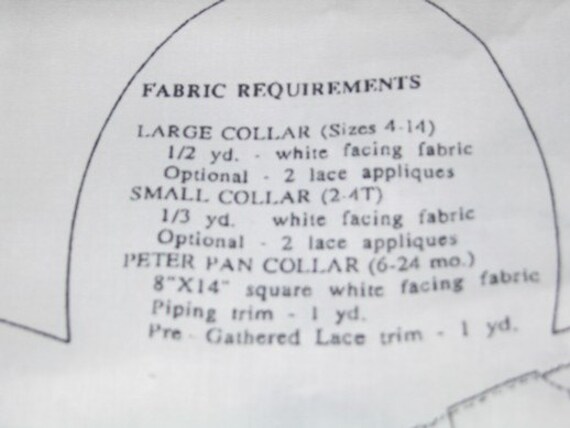 FABRIC REQUIREMENTS
LARGE COLLAR (Sizes 4-14)
1/2 yd. - white facing fabric
Optional - 2 lace appliques
SMALL COLLAR (2-4T)
1/3 yd. white facing fabric
Optional - 2 lace appliques
PETER PAN COLLAR (6-24 mo.)
8"X14" square white facing fabric
Piping trim - 1 yd.
Pre - Gathered Lace trim - 1 yd.